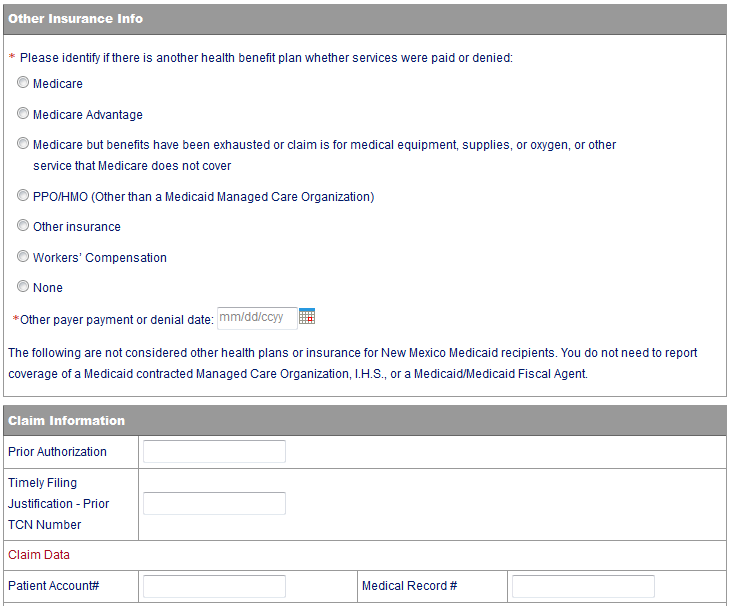 Other Insurance Info
* Please identify if there is another health benefit plan whether services were paid or denied:
Medicare
Medicare Advantage
Medicare but benefits have been exhausted or claim is for medical equipment, supplies, or oxygen, or other
service that Medicare does not cover
PPO/HMO (Other than a Medicaid Managed Care Organization)
Other insurance
Workers' Compensation
None
*Other payer payment or denial date: mm/dd/ccyy
The following are not considered other health plans or insurance for New Mexico Medicaid recipients. You do not need to report
coverage of a Medicaid contracted Managed Care Organization, I.H.S., or a Medicaid/Medicaid Fiscal Agent.
Claim Information
Prior Authorization
Timely Filing
Justification - Prior
TCN Number
Claim Data
Patient Account# Medical Record #